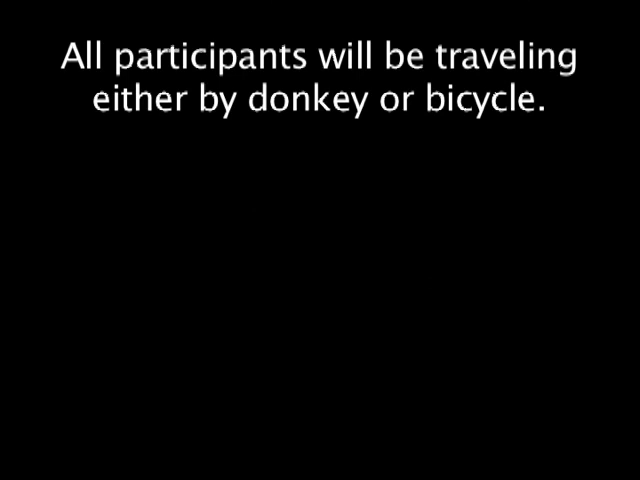 All participants will be traveling
either by donkey or bicycle.